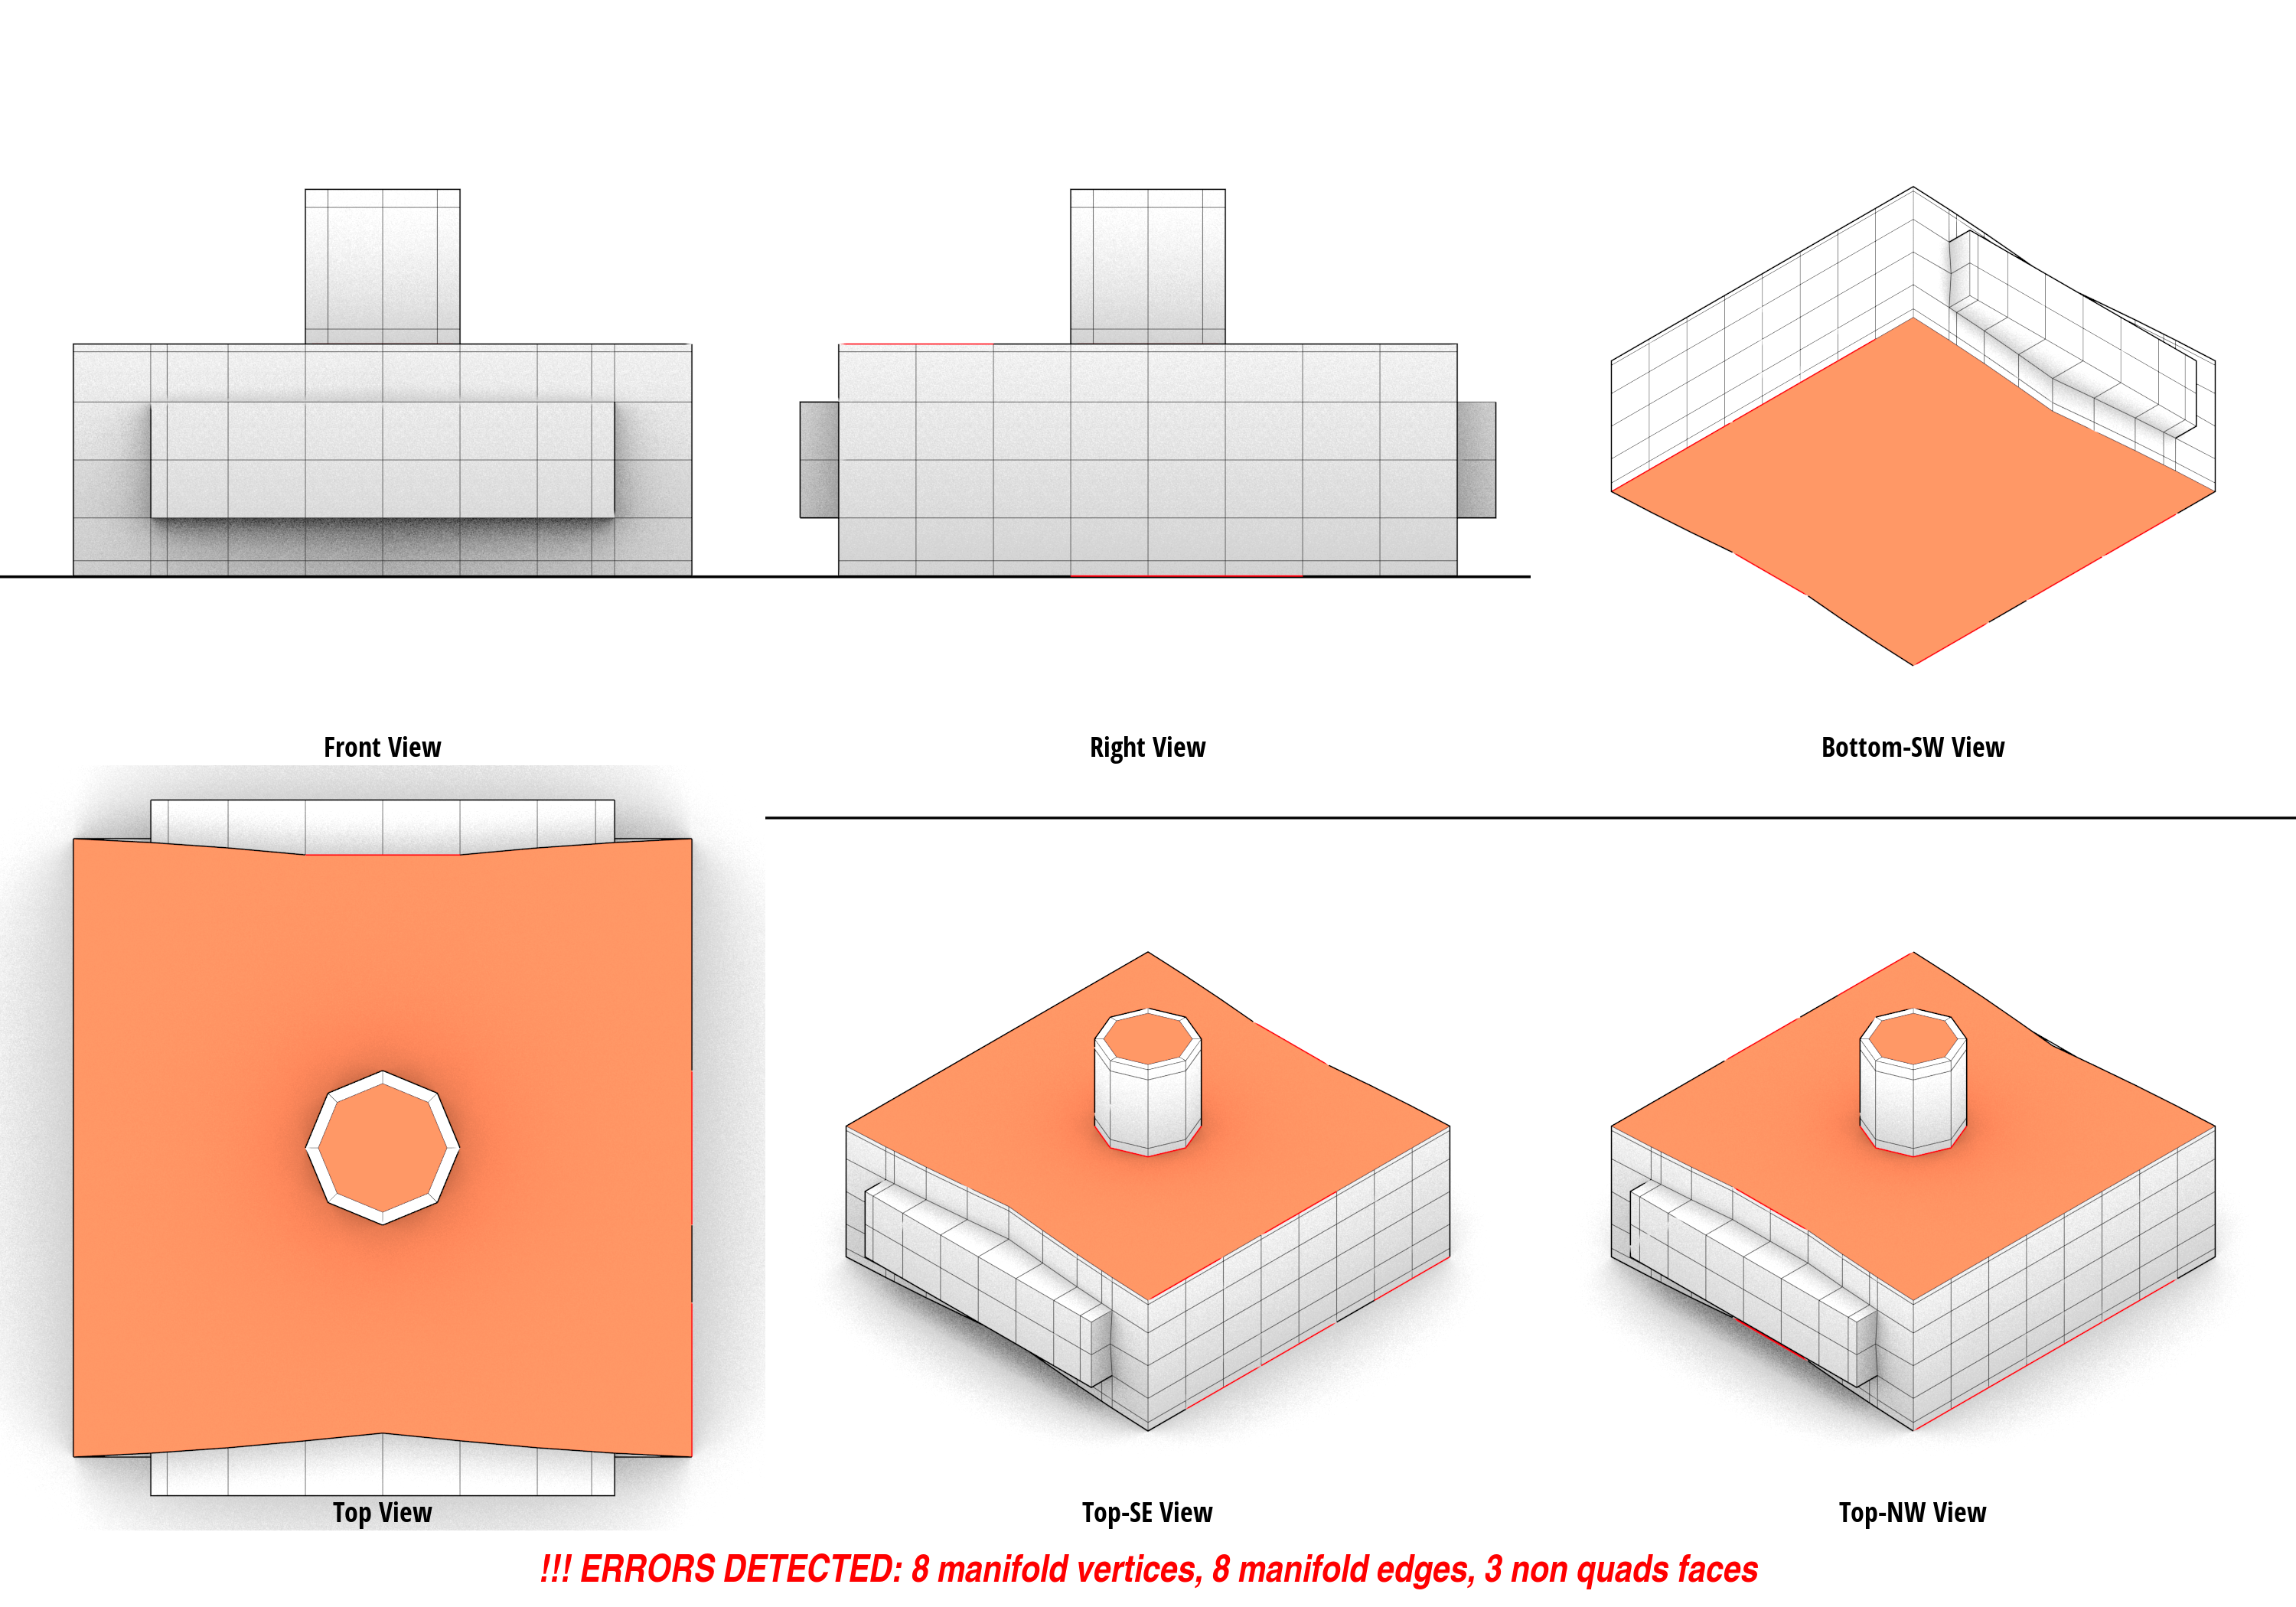 Front View
Right View
Bottom-SW View
Top View
Top-SE View
Top-NW View
!!! ERRORS DETECTED: 8 manifold vertices, 8 manifold edges, 3 non quads faces